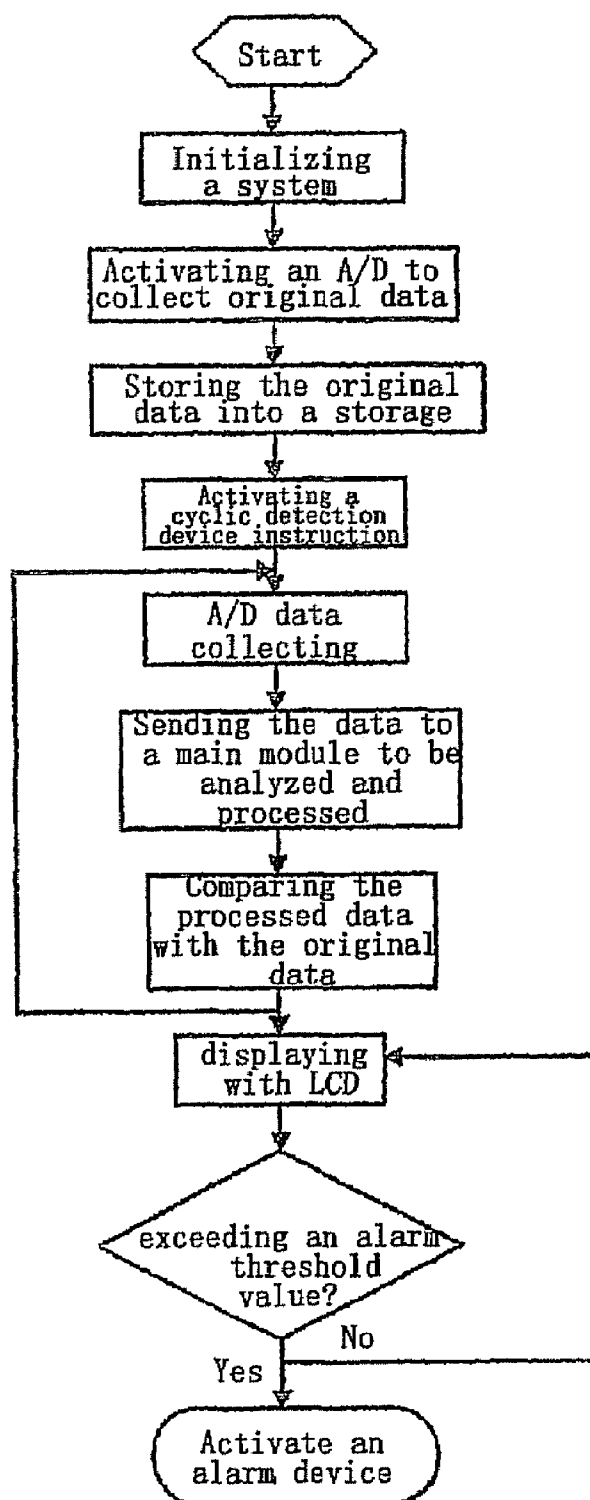 Start
Initializing
a system
Activating an A/D to
collect original data
Storing the original
data into a storage
Activating a
cyclic detection
device instruction
A/D data
collecting
Sending the data to
a main module to be
analyzed and
processed
Comparing the
processed data
with the original
data
displaying
with LCD
exceeding an alarm
threshold
value?
No
Yes
Activate an
alarm device